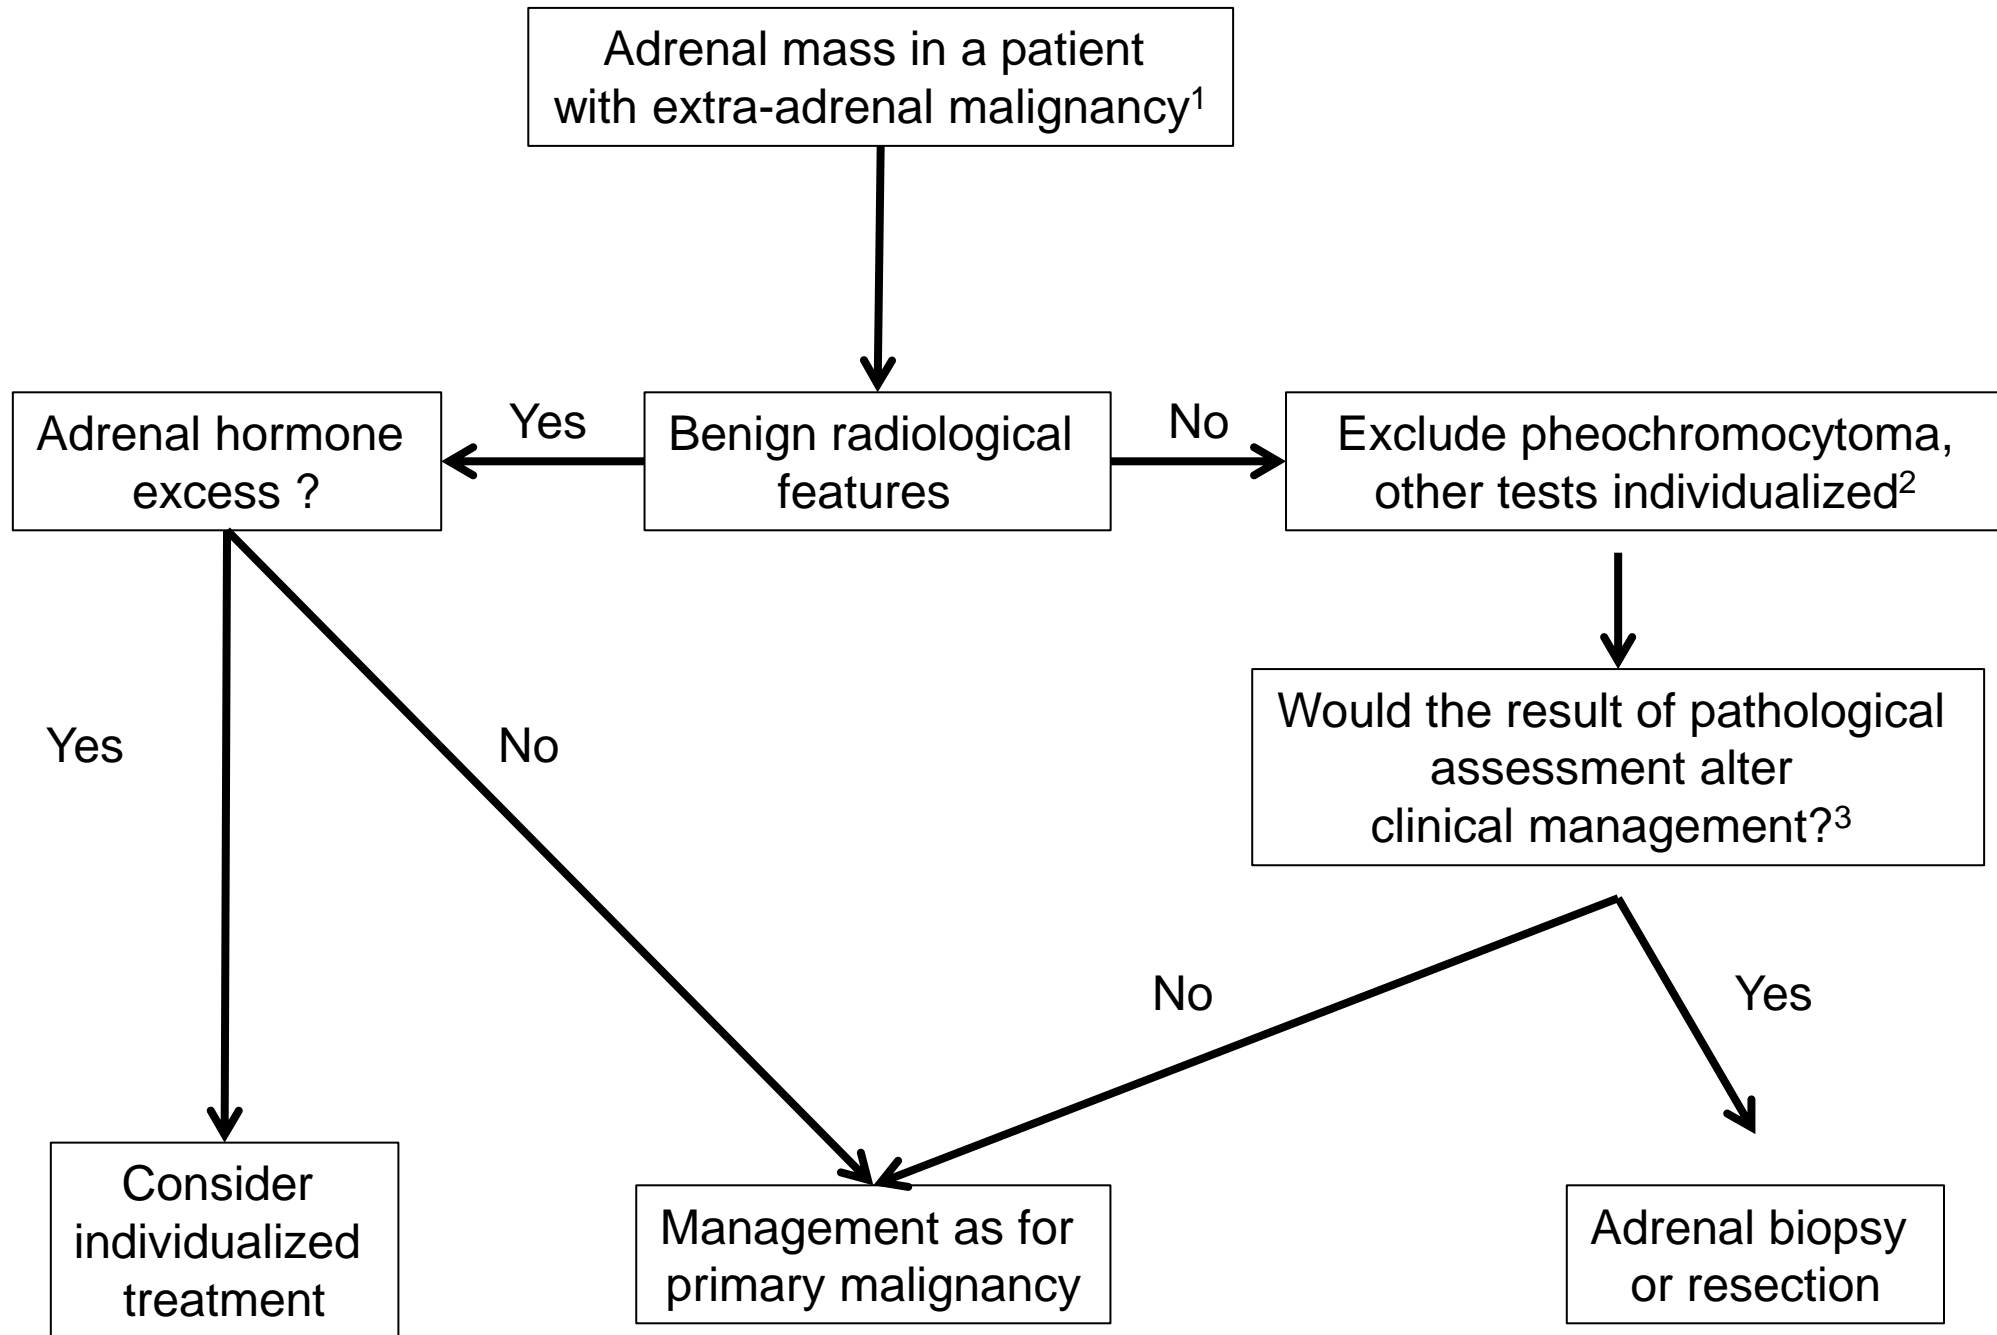 Adrenal mass in a patient
with extra-adrenal malignancy¹
Adrenal hormone
excess ?
Yes
Benign radiological
features
No
Exclude pheochromocytoma,
other tests individualized²
Would the result of pathological
assessment alter
clinical management?³
Yes
No
No
Yes
Consider
individualized
treatment
Management as for
primary malignancy
Adrenal biopsy
or resection